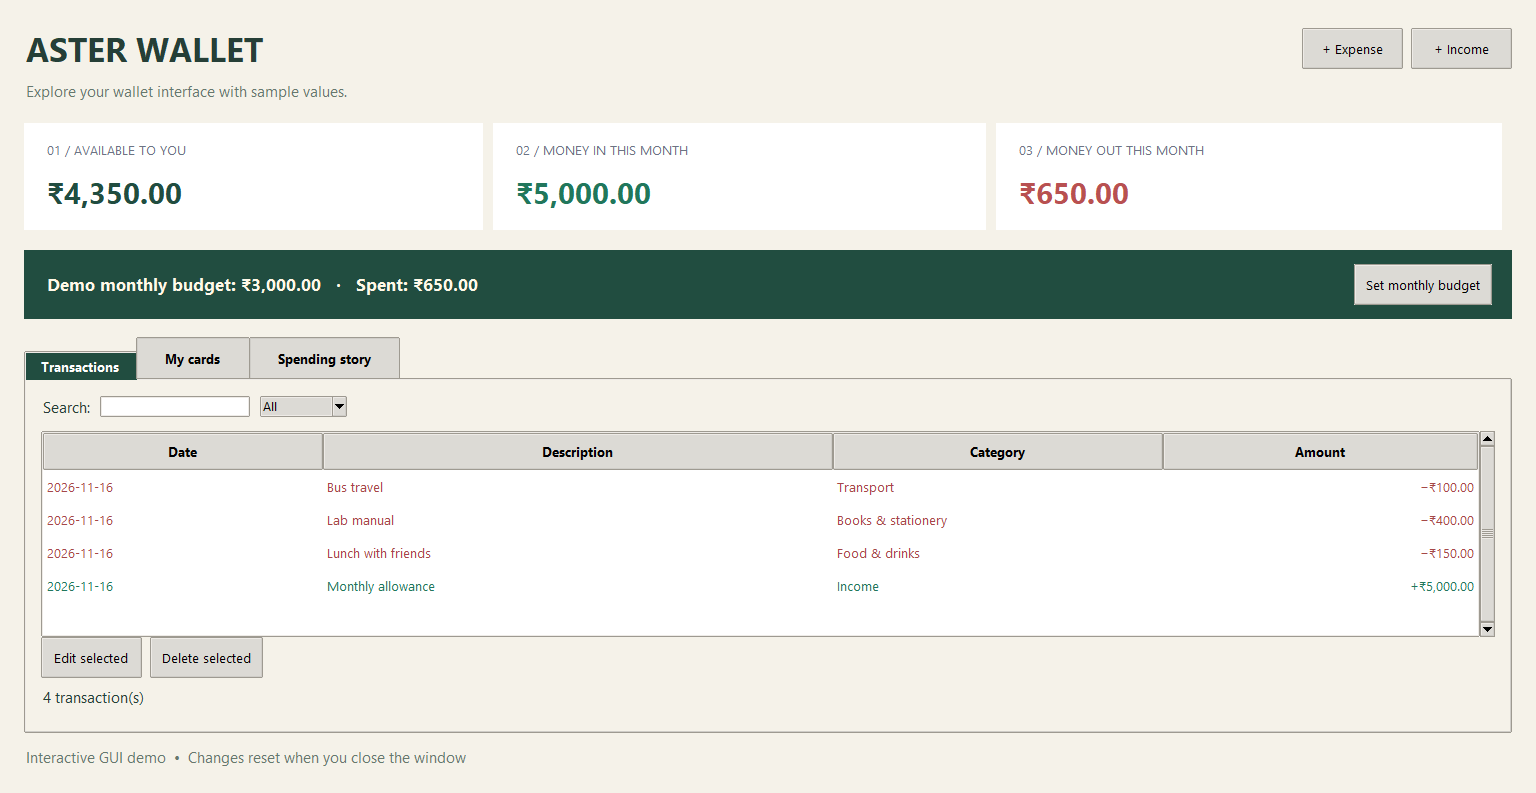 ASTER WALLET
+ Expense + Income
Explore your wallet interface with sample values.
01 / AVAILABLE TO YOU 02 / MONEY IN THIS MONTH 03 / MONEY OUT THIS MONTH
₹4,350.00 ₹5,000.00 ₹650.00
Demo monthly budget: ₹3,000.00 · Spent: ₹650.00 Set monthly budget
Transactions My cards Spending story
Search: All
Date Description Category Amount
2026-11-16 Bus travel Transport −₹100.00
2026-11-16 Lab manual Books & stationery −₹400.00
2026-11-16 Lunch with friends Food & drinks −₹150.00
2026-11-16 Monthly allowance Income +₹5,000.00
Edit selected Delete selected
4 transaction(s)
Interactive GUI demo • Changes reset when you close the window